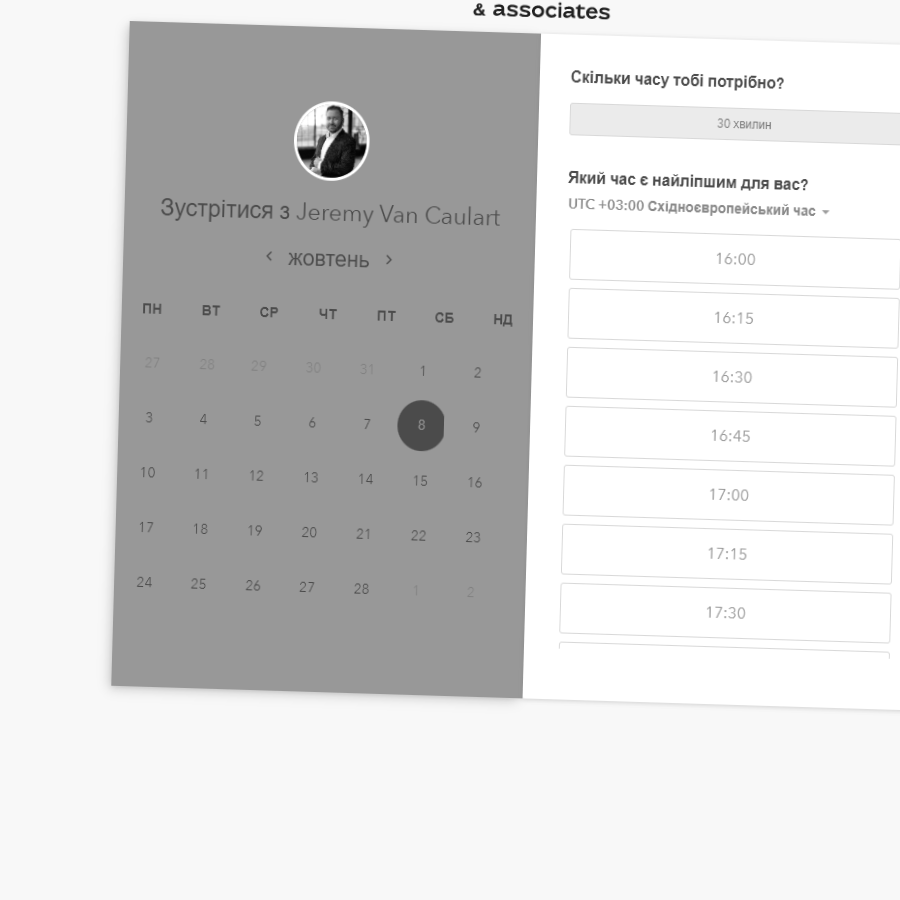 & associates
Зустрітися з Jeremy Van Caulart
‹ жовтень ›
ПН ВТ СР ЧТ ПТ СБ НД
27 28 29 30 31 1 2
3 4 5 6 7 8 9
10 11 12 13 14 15 16
17 18 19 20 21 22 23
24 25 26 27 28 1 2
Скільки часу тобі потрібно?
30 хвилин
Який час є найліпшим для вас?
UTC +03:00 Східноєвропейський час
16:00
16:15
16:30
16:45
17:00
17:15
17:30